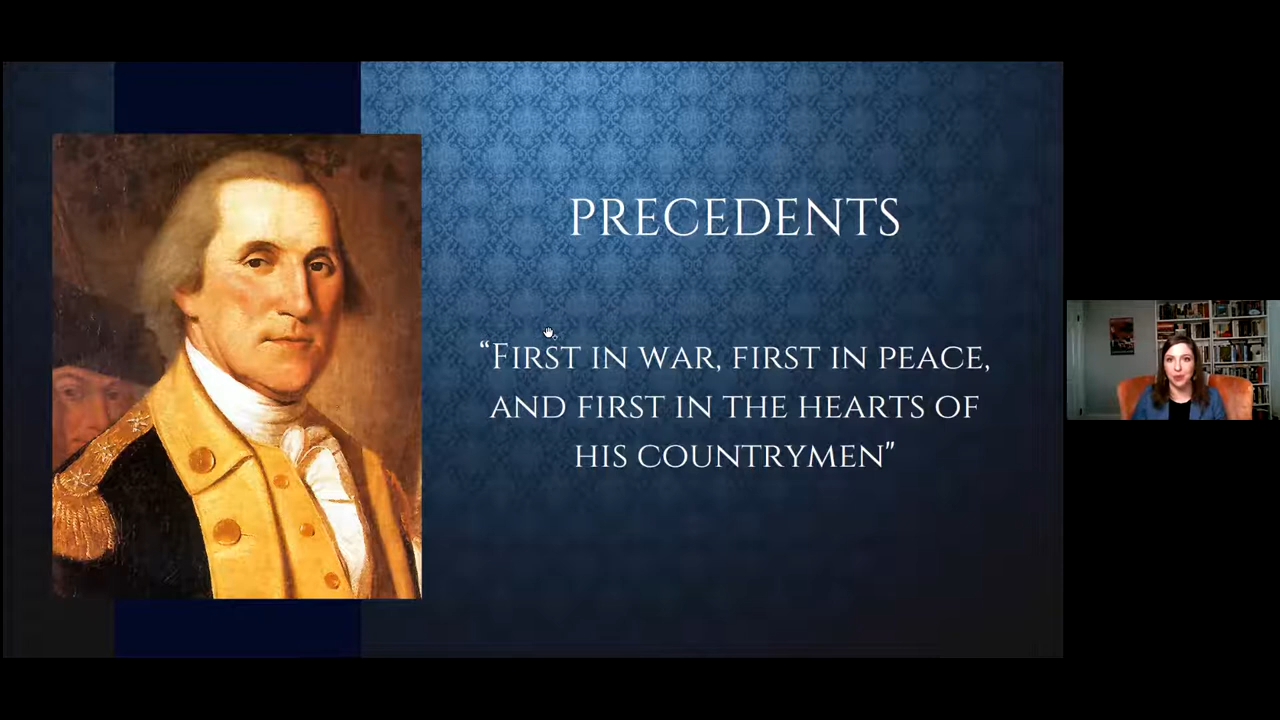 PRECEDENTS
“FIRST IN WAR, FIRST IN PEACE,
AND FIRST IN THE HEARTS OF
HIS COUNTRYMEN”